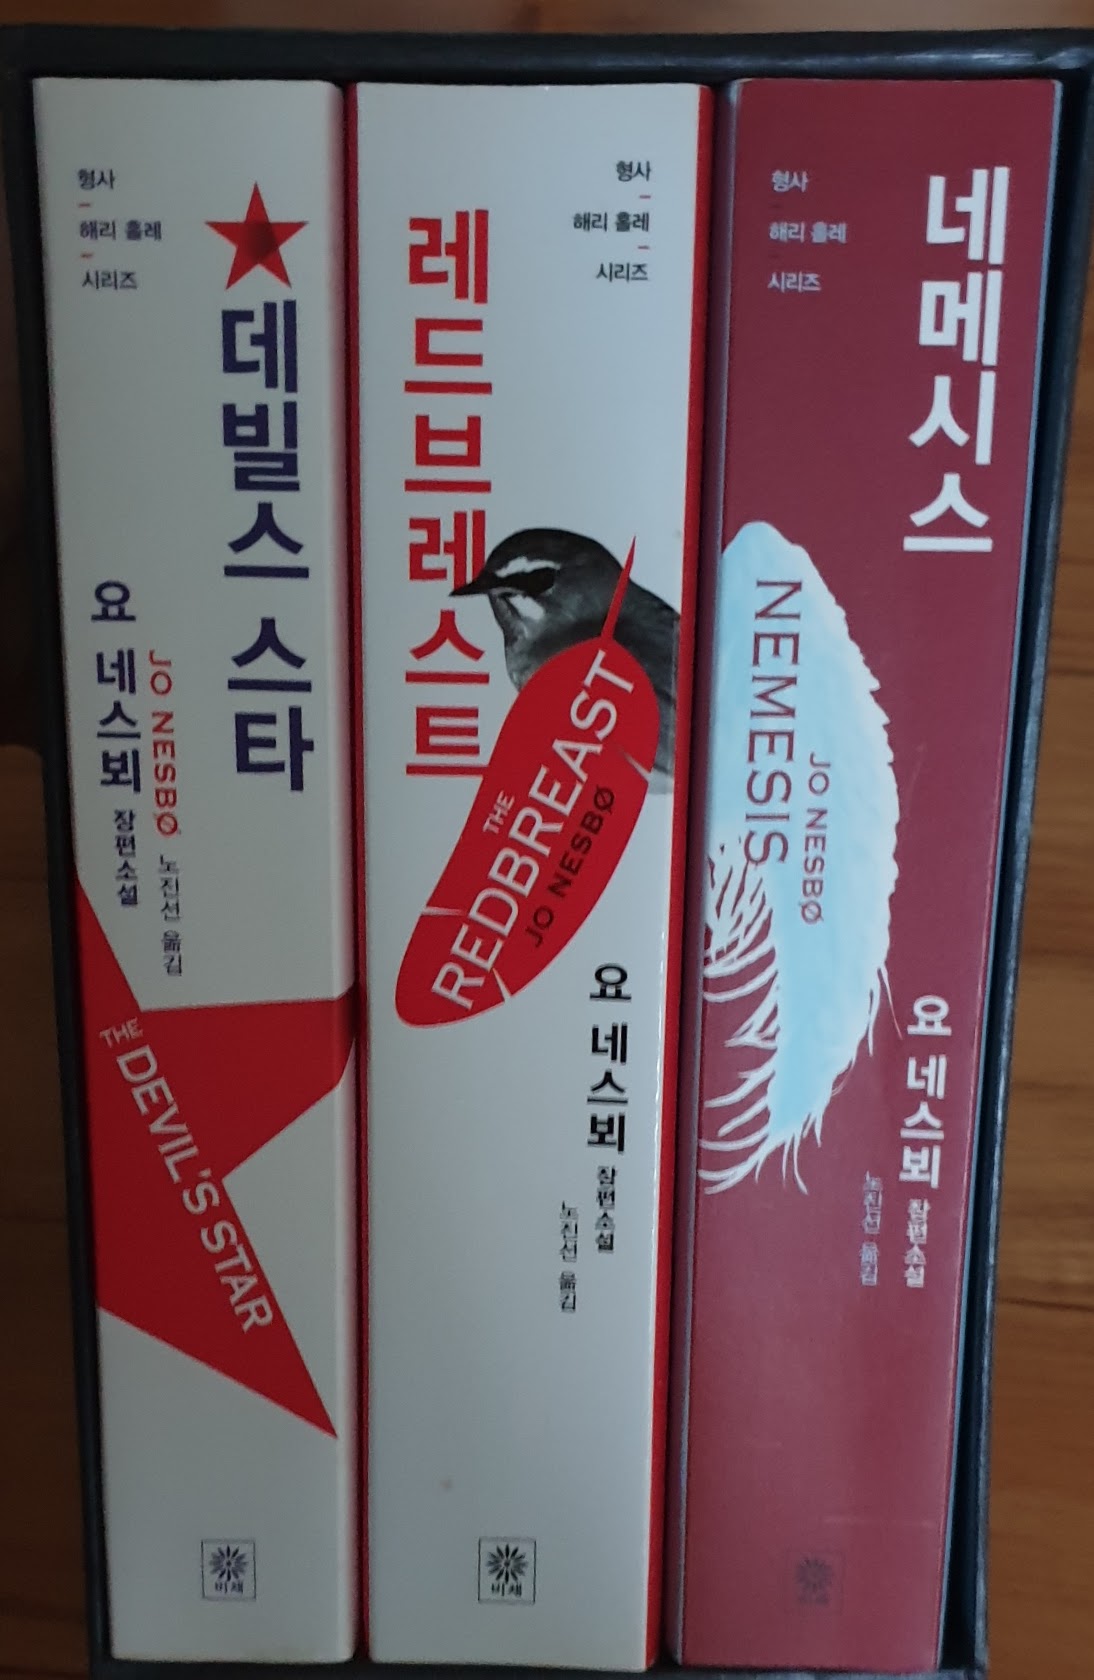 형사
해리 홀레
시리즈
데빌스 스타
요 네스뵈 장편소설
JO NESBØ 노진선 옮김
THE
DEVIL'S STAR
비채
형사
해리 홀레
시리즈
레드브레스트
THE
REDBREAST
JO NESBØ
요 네스뵈 장편소설
노진선 옮김
비채
형사
해리 홀레
시리즈
네메시스
NEMESIS
JO NESBØ
요 네스뵈 장편소설
노진선 옮김
비채